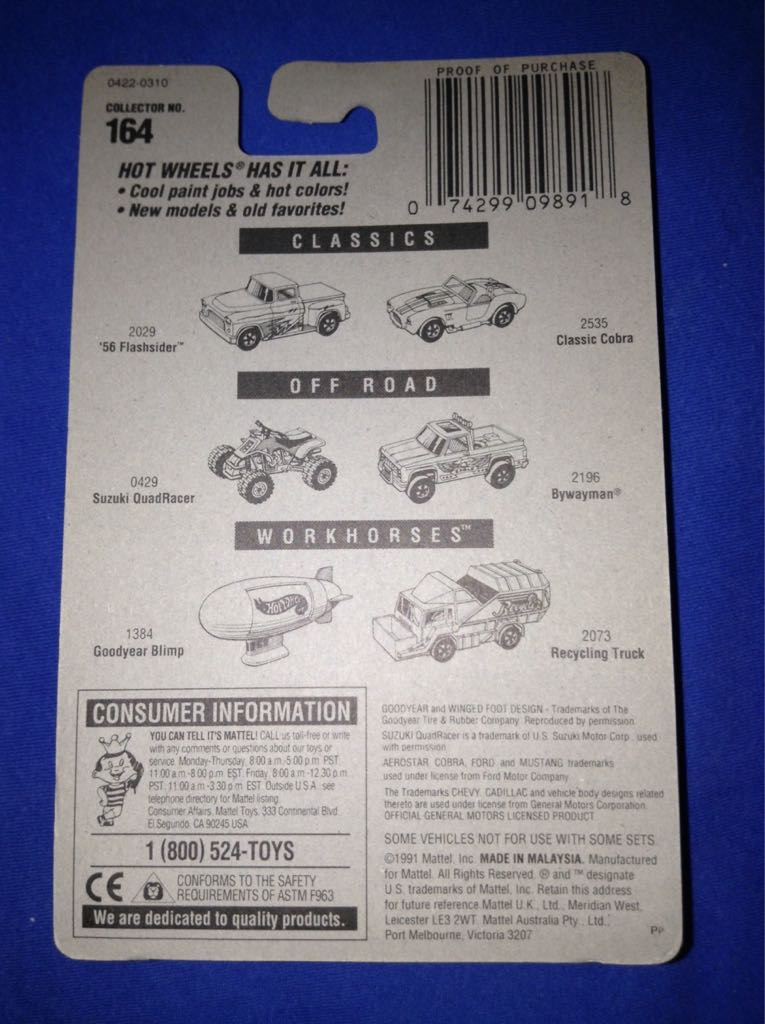 0422-0310
COLLECTOR NO.
164
PROOF OF PURCHASE
0 74299 09891 8
HOT WHEELS® HAS IT ALL:
• Cool paint jobs & hot colors!
• New models & old favorites!
CLASSICS
2029
'56 Flashsider™
2535
Classic Cobra
OFF ROAD
0429
Suzuki QuadRacer
2196
Bywayman®
WORKHORSES™
1384
Goodyear Blimp
Hot Wheels
2073
Recycling Truck
CONSUMER INFORMATION
YOU CAN TELL IT'S MATTEL! CALL us toll-free or write
with any comments or questions about our toys or
service. Monday-Thursday, 8:00 a.m.-5:00 p.m. PST.
11:00 a.m.-8:00 p.m. EST. Friday, 8:00 a.m.-12:30 p.m.
PST. 11:00 a.m.-3:30 p.m. EST. Outside U.S.A. see
telephone directory for Mattel listing.
Consumer Affairs, Mattel Toys, 333 Continental Blvd.
El Segundo, CA 90245 USA
1 (800) 524-TOYS
CE
CONFORMS TO THE SAFETY
REQUIREMENTS OF ASTM F963
We are dedicated to quality products.
GOODYEAR and WINGED FOOT DESIGN - Trademarks of The
Goodyear Tire & Rubber Company. Reproduced by permission.
SUZUKI QuadRacer is a trademark of U.S. Suzuki Motor Corp., used
with permission.
AEROSTAR, COBRA, FORD and MUSTANG trademarks
used under license from Ford Motor Company.
The Trademarks CHEVY, CADILLAC and vehicle body designs related
thereto are used under license from General Motors Corporation.
OFFICIAL GENERAL MOTORS LICENSED PRODUCT
SOME VEHICLES NOT FOR USE WITH SOME SETS.
©1991 Mattel, Inc. MADE IN MALAYSIA. Manufactured
for Mattel. All Rights Reserved. ® and ™ designate
U.S. trademarks of Mattel, Inc. Retain this address
for future reference. Mattel U.K., Ltd., Meridian West,
Leicester LE3 2WT. Mattel Australia Pty., Ltd.,
Port Melbourne, Victoria 3207
PP